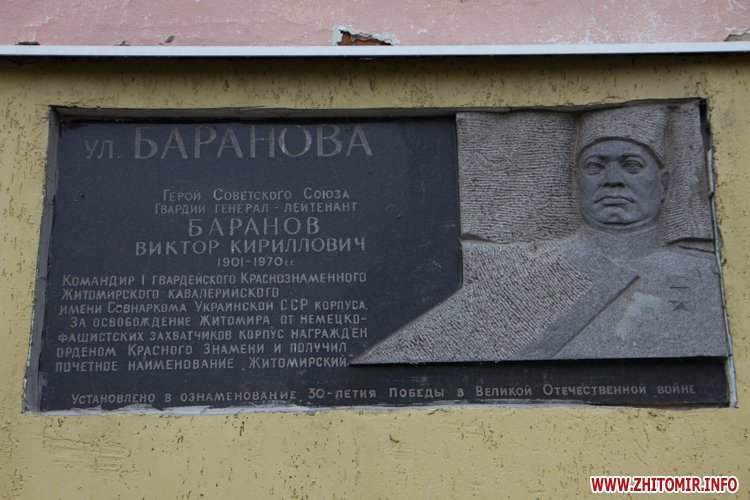 ул. БАРАНОВА
Герой Советского Союза
Гвардии генерал - лейтенант
БАРАНОВ
ВИКТОР КИРИЛЛОВИЧ
1901-1970 гг.
Командир I гвардейского Краснознаменного
Житомирского кавалерийского
имени Совнаркома Украинской ССР корпуса.
За освобождение Житомира от немецко-
фашистских захватчиков корпус награжден
орденом Красного Знамени и получил
почетное наименование „Житомирский
Установлено в ознаменование 30-летия Победы в Великой Отечественной войне
WWW.ZHITOMIR.INFO